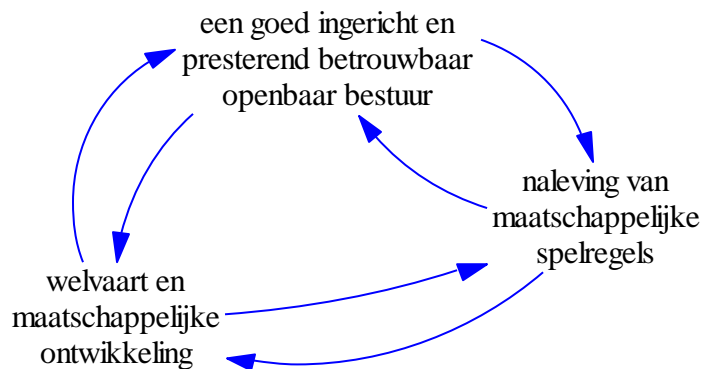 een goed ingericht en
presterend betrouwbaar
openbaar bestuur
naleving van
maatschappelijke
spelregels
welvaart en
maatschappelijke
ontwikkeling